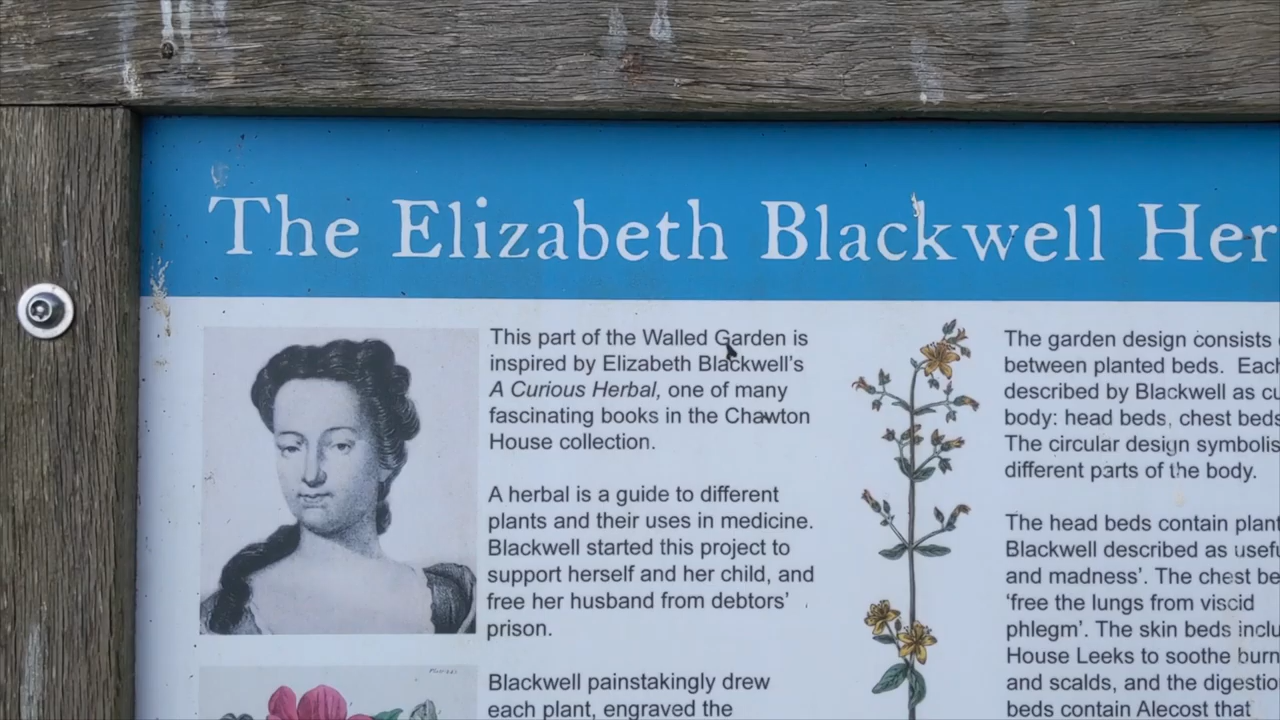 The Elizabeth Blackwell Her
This part of the Walled Garden is
inspired by Elizabeth Blackwell's
A Curious Herbal, one of many
fascinating books in the Chawton
House collection.
A herbal is a guide to different
plants and their uses in medicine.
Blackwell started this project to
support herself and her child, and
free her husband from debtors'
prison.
Blackwell painstakingly drew
each plant, engraved the
The garden design consists
between planted beds. Each
described by Blackwell as cu
body: head beds, chest beds
The circular design symbolis
different parts of the body.
The head beds contain plant
Blackwell described as usef
and madness'. The chest be
'free the lungs from viscid
phlegm'. The skin beds inclu
House Leeks to soothe burn
and scalds, and the digestio
beds contain Alecost that